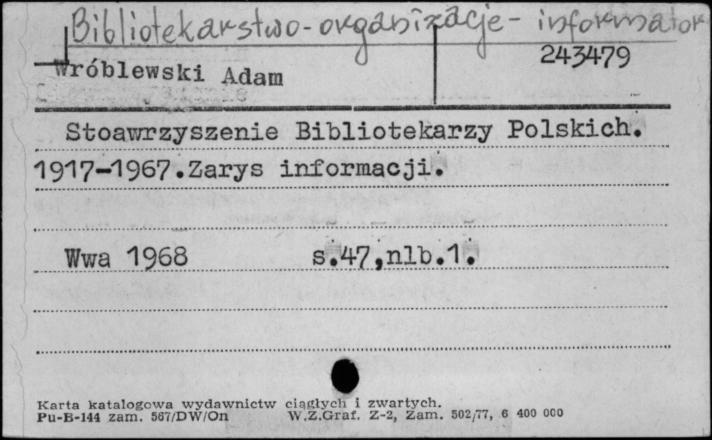 Bibliotekarstwo-organizacje-informator
243479
Wróblewski Adam
Stoawrzyszenie Bibliotekarzy Polskich.
1917-1967.Zarys informacji.
Wwa 1968 s.47,nlb.1.
Karta katalogowa wydawnictw ciągłych i zwartych.
Pu-B-144 zam. 567/DW/On W.Z.Graf. Z-2, Zam. 502/77, 6 400 000